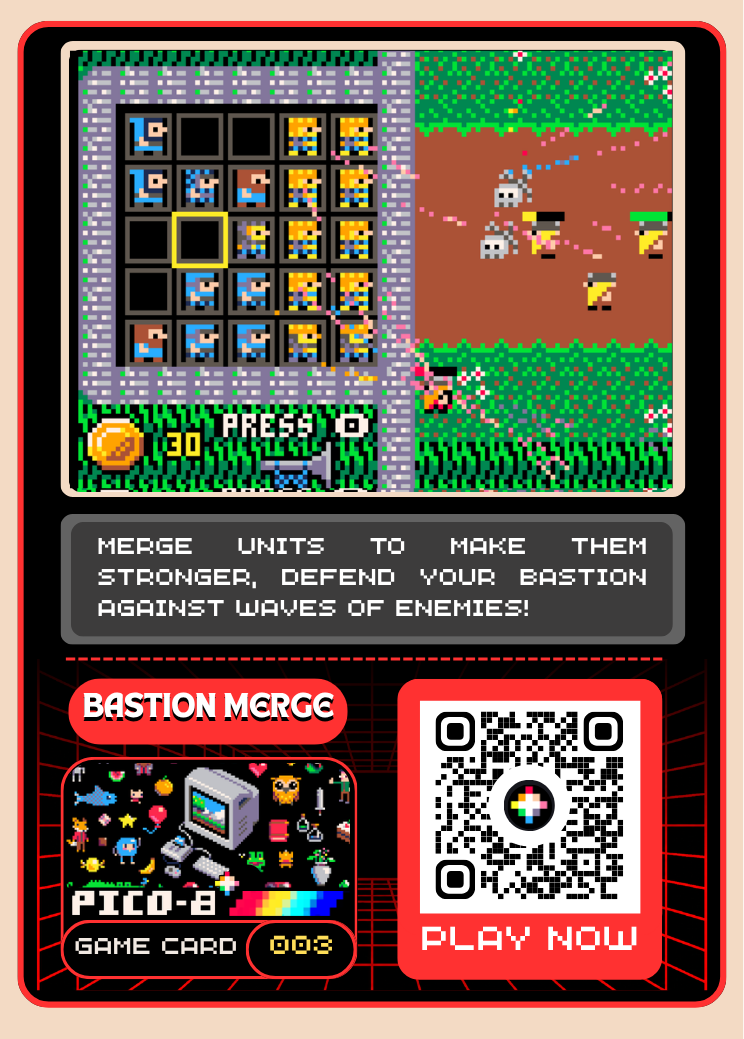 30
PRESS
MERGE UNITS TO MAKE THEM
STRONGER, DEFEND YOUR BASTION
AGAINST WAVES OF ENEMIES!
BASTION MERGE
PICO-8
GAME CARD 003
PLAY NOW